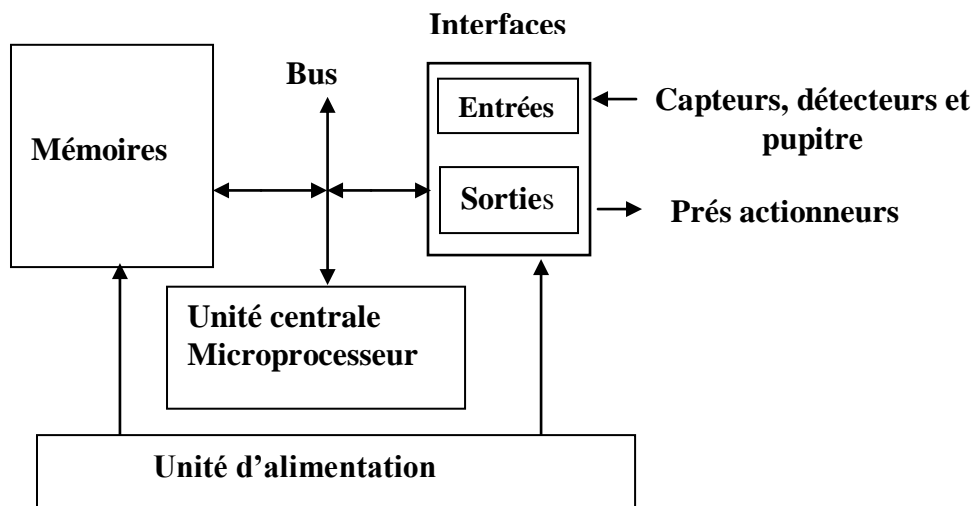 Interfaces
Bus
Entrées
Capteurs, détecteurs et
pupitre
Mémoires
Sorties
Prés actionneurs
Unité centrale
Microprocesseur
Unité d’alimentation